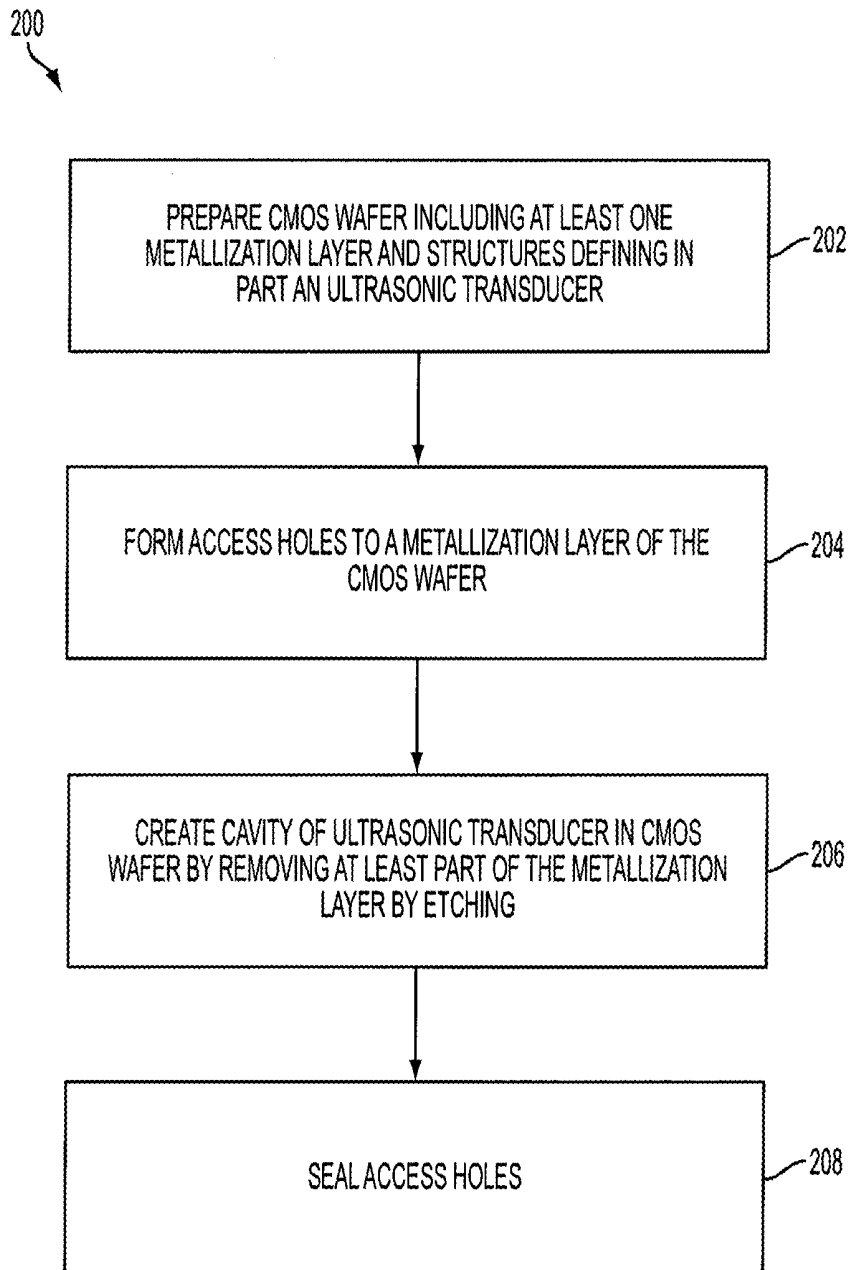 200
PREPARE CMOS WAFER INCLUDING AT LEAST ONE
METALLIZATION LAYER AND STRUCTURES DEFINING IN
PART AN ULTRASONIC TRANSDUCER
202
FORM ACCESS HOLES TO A METALLIZATION LAYER OF THE
CMOS WAFER
204
CREATE CAVITY OF ULTRASONIC TRANSDUCER IN CMOS
WAFER BY REMOVING AT LEAST PART OF THE METALLIZATION
LAYER BY ETCHING
206
SEAL ACCESS HOLES
208